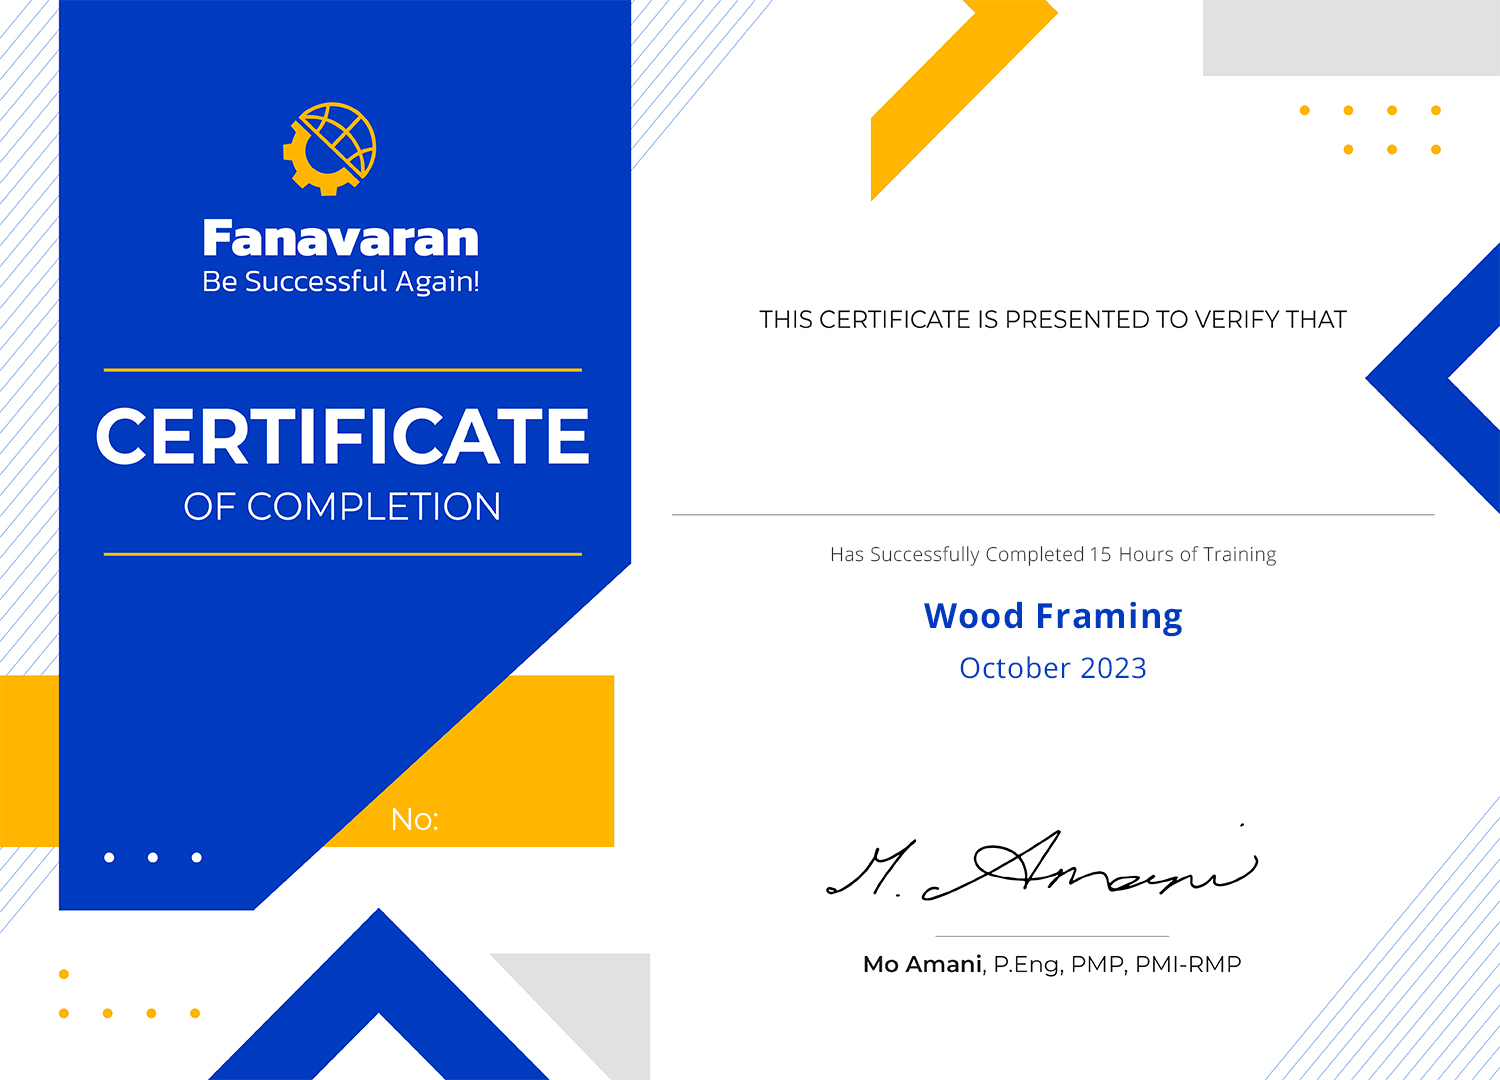 Fanavaran
Be Successful Again!
CERTIFICATE
OF COMPLETION
No:
THIS CERTIFICATE IS PRESENTED TO VERIFY THAT
Has Successfully Completed 15 Hours of Training
Wood Framing
October 2023
M. Amani
Mo Amani, P.Eng, PMP, PMI-RMP